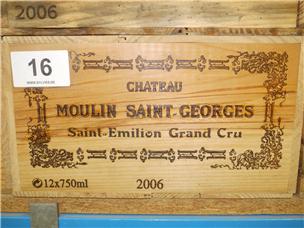 2006
16
CHATEAU
MOULIN SAINT-GEORGES
Saint-Emilion Grand Cru
12x750ml 2006